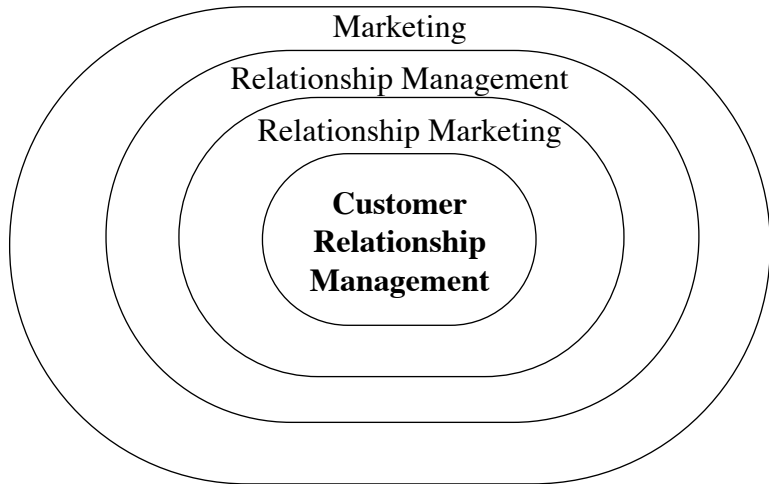 Marketing
Relationship Management
Relationship Marketing
Customer
Relationship
Management